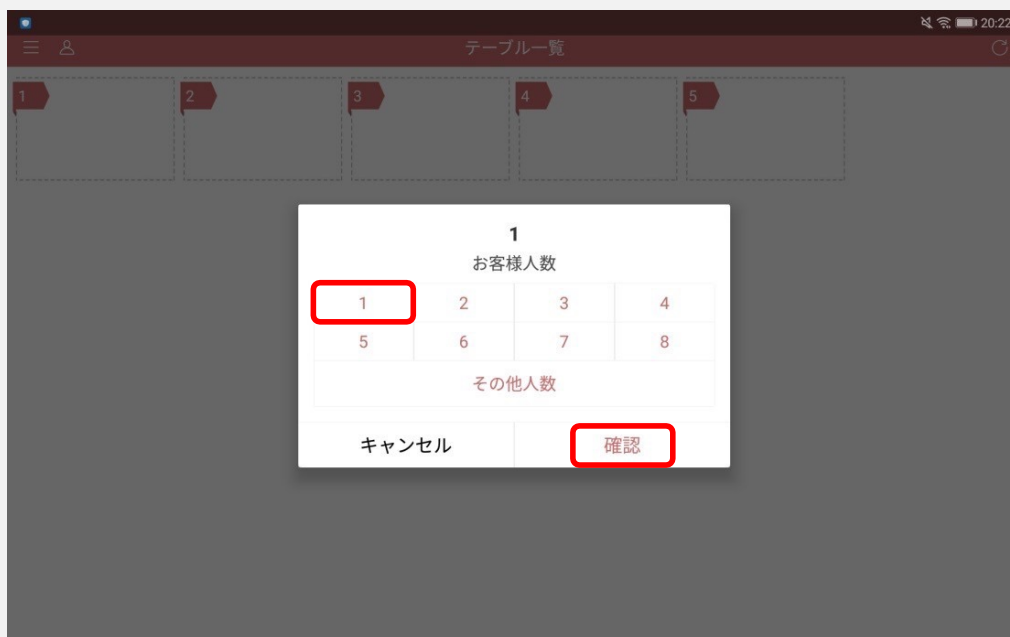 20:22
テーブル一覧
1 2 3 4 5
1
お客様人数
1 2 3 4
5 6 7 8
その他人数
キャンセル 確認